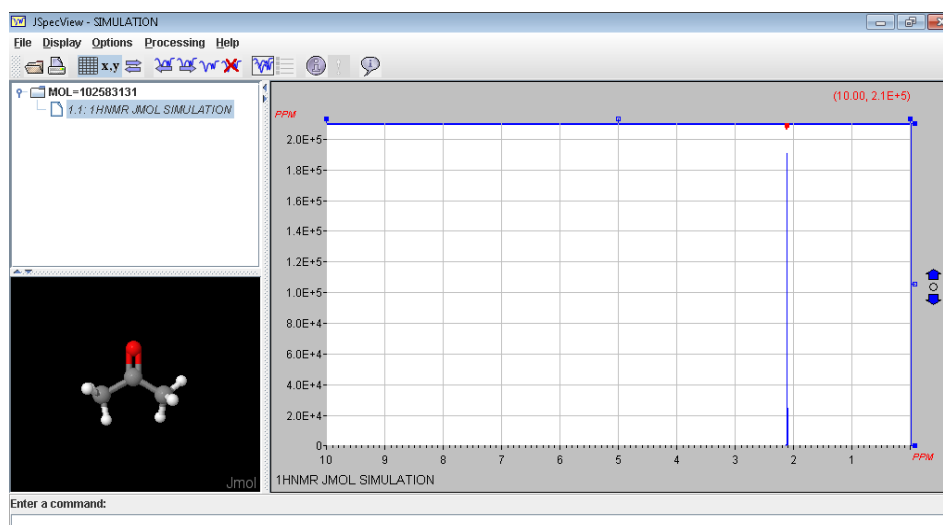 JSpecView - SIMULATION
File Display Options Processing Help
x,y
MOL=102583131
1.1: 1HNMR JMOL SIMULATION
(10.00, 2.1E+5)
PPM
2.0E+5
1.8E+5
1.6E+5
1.4E+5
1.2E+5
1.0E+5
8.0E+4
6.0E+4
4.0E+4
2.0E+4
0
10 9 8 7 6 5 4 3 2 1 PPM
1HNMR JMOL SIMULATION
Jmol
Enter a command: